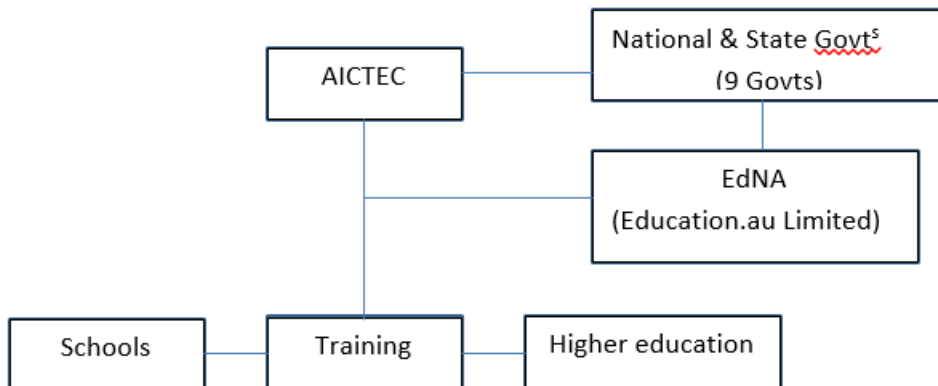 National & State Govtˢ
(9 Govts)
AICTEC
EdNA
(Education.au Limited)
Schools
Training
Higher education